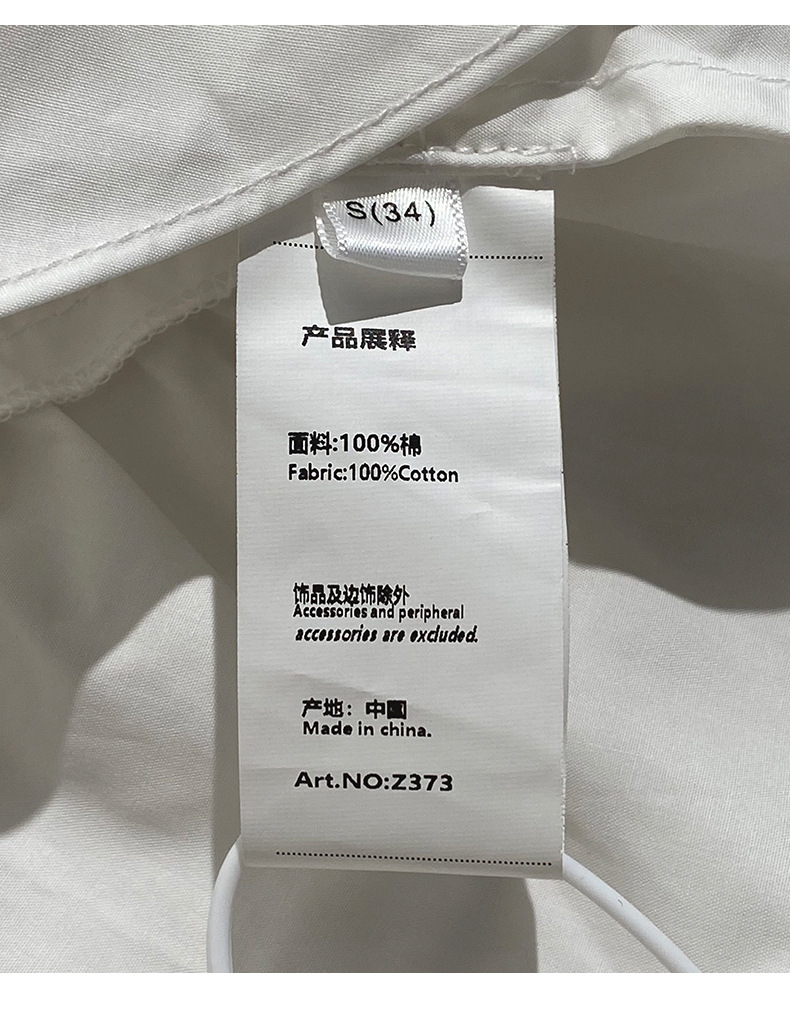 S(34)
产品展释
面料:100%棉
Fabric:100%Cotton
饰品及边饰除外
Accessories and peripheral
accessories are excluded.
产地：中国
Made in china.
Art.NO:Z373